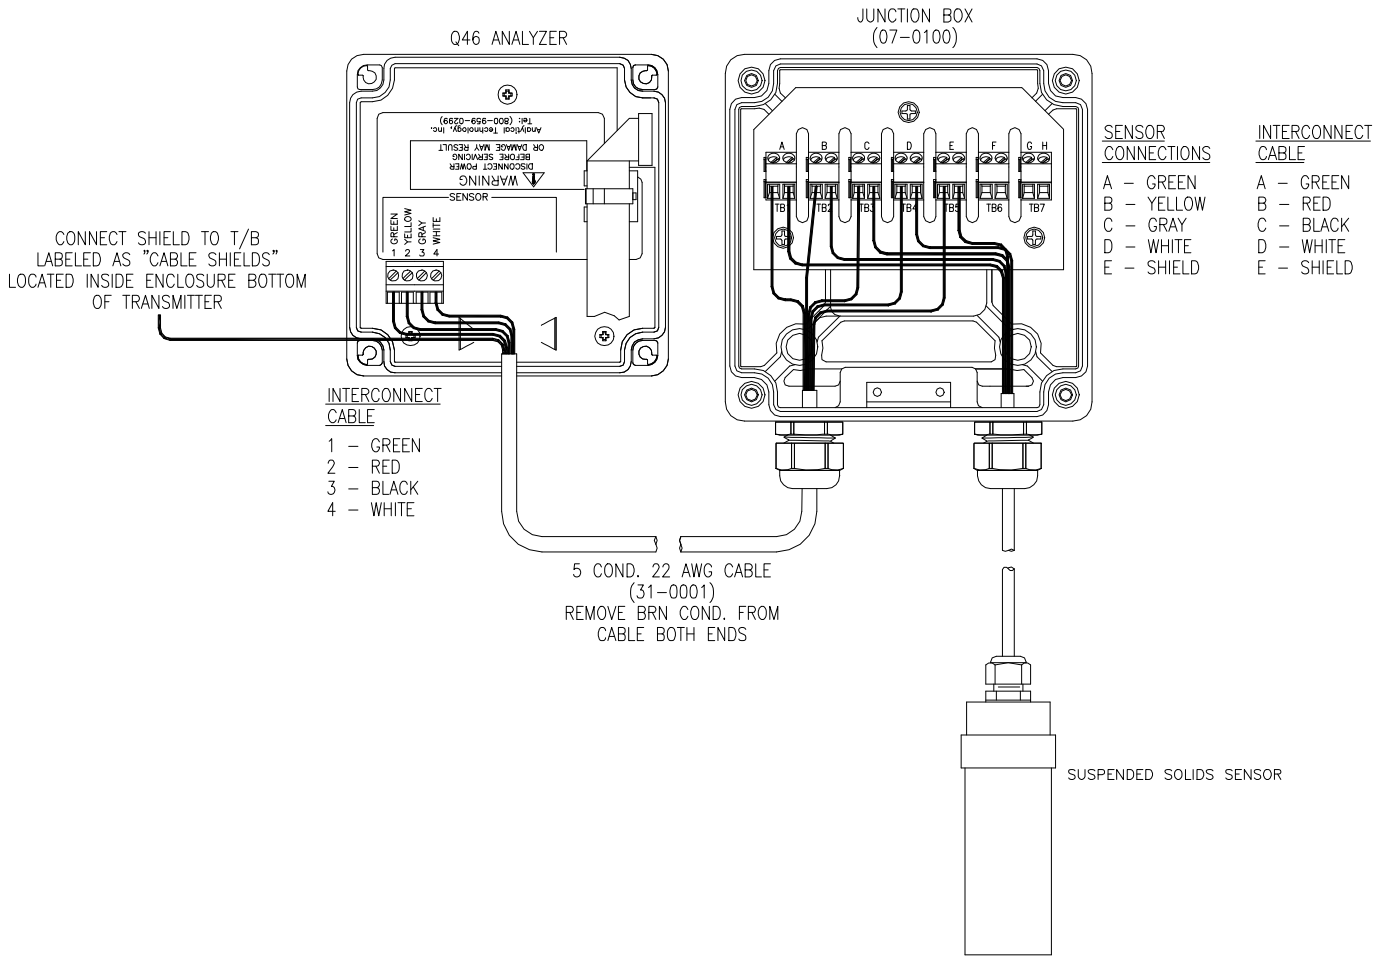 Q46 ANALYZER
JUNCTION BOX
(07-0100)
Analytical Technology, Inc.
Tel: (800-959-0299)
WARNING
DISCONNECT POWER
BEFORE SERVICING
OR DAMAGE MAY RESULT
SENSOR
GREEN
YELLOW
GRAY
WHITE
1 2 3 4
CONNECT SHIELD TO T/B
LABELED AS "CABLE SHIELDS"
LOCATED INSIDE ENCLOSURE BOTTOM
OF TRANSMITTER
INTERCONNECT
CABLE
1 - GREEN
2 - RED
3 - BLACK
4 - WHITE
A B C D E F G H
TB1 TB2 TB3 TB4 TB5 TB6 TB7
SENSOR
CONNECTIONS
A - GREEN
B - YELLOW
C - GRAY
D - WHITE
E - SHIELD
INTERCONNECT
CABLE
A - GREEN
B - RED
C - BLACK
D - WHITE
E - SHIELD
5 COND. 22 AWG CABLE
(31-0001)
REMOVE BRN COND. FROM
CABLE BOTH ENDS
SUSPENDED SOLIDS SENSOR